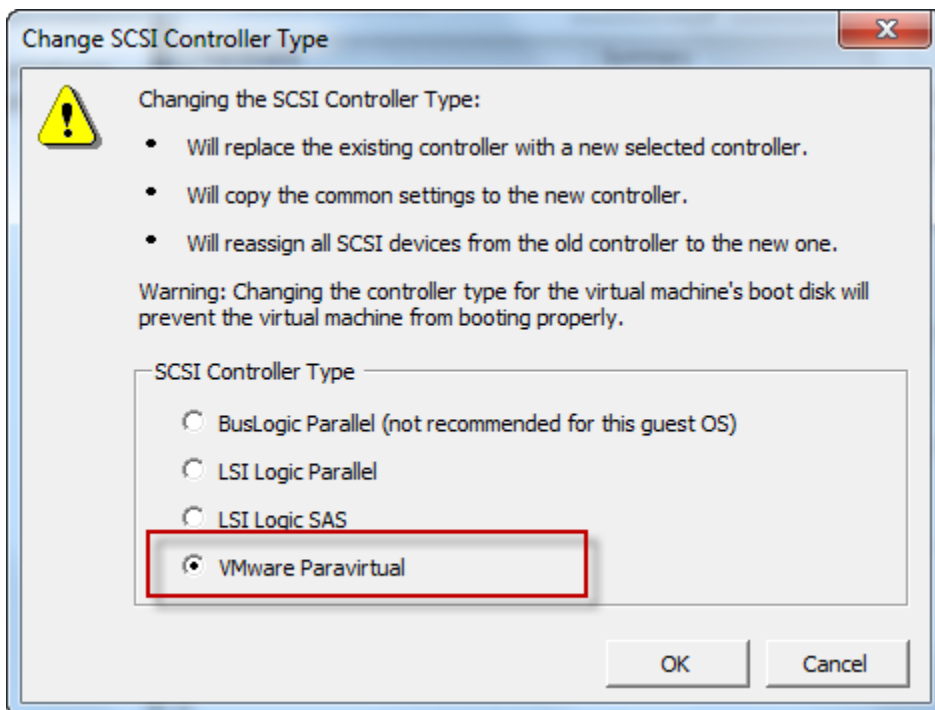 Change SCSI Controller Type
Changing the SCSI Controller Type:
• Will replace the existing controller with a new selected controller.
• Will copy the common settings to the new controller.
• Will reassign all SCSI devices from the old controller to the new one.
Warning: Changing the controller type for the virtual machine's boot disk will
prevent the virtual machine from booting properly.
SCSI Controller Type
BusLogic Parallel (not recommended for this guest OS)
LSI Logic Parallel
LSI Logic SAS
VMware Paravirtual
OK Cancel